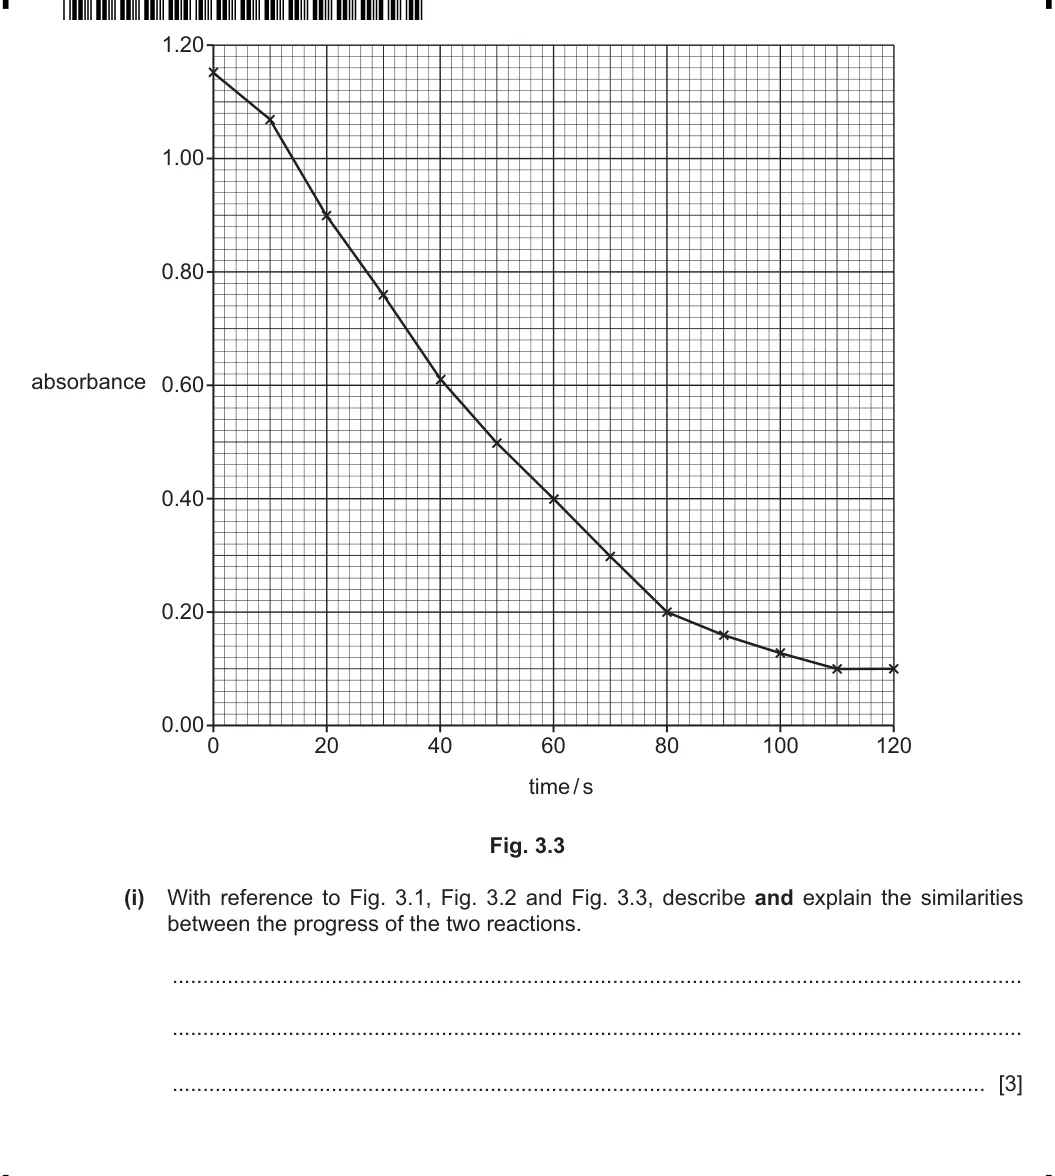 1.20
1.00
0.80
absorbance 0.60
0.40
0.20
0.00
0 20 40 60 80 100 120
time / s
Fig. 3.3
(i) With reference to Fig. 3.1, Fig. 3.2 and Fig. 3.3, describe and explain the similarities
between the progress of the two reactions.
[3]